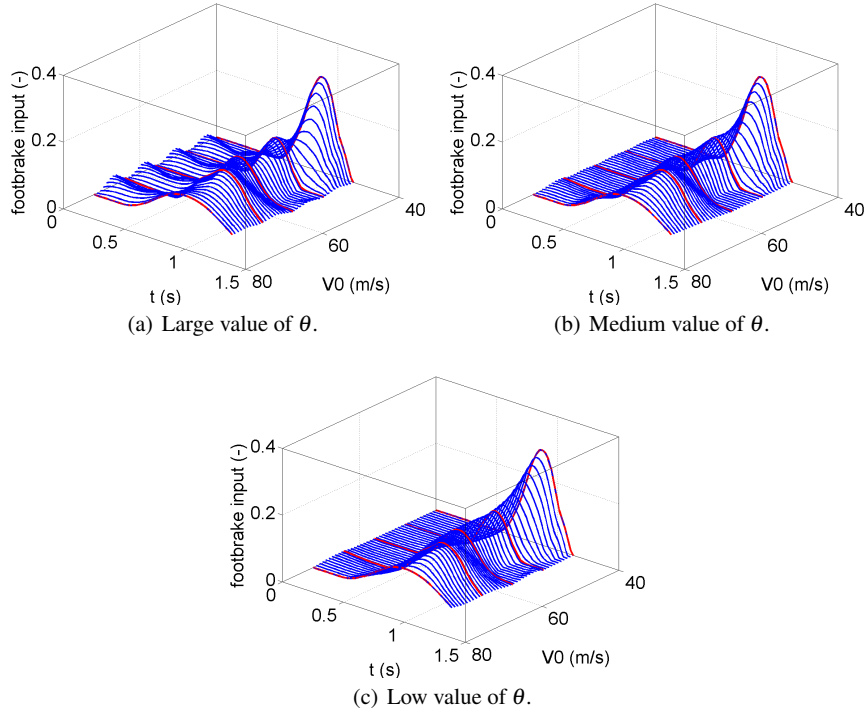 footbrake input (-)
0.4
0.2
0
0
0.5
1
1.5
t (s)
80
60
40
V0 (m/s)
(a) Large value of θ.
footbrake input (-)
0.4
0.2
0
0
0.5
1
1.5
t (s)
80
60
40
V0 (m/s)
(b) Medium value of θ.
footbrake input (-)
0.4
0.2
0
0
0.5
1
1.5
t (s)
80
60
40
V0 (m/s)
(c) Low value of θ.